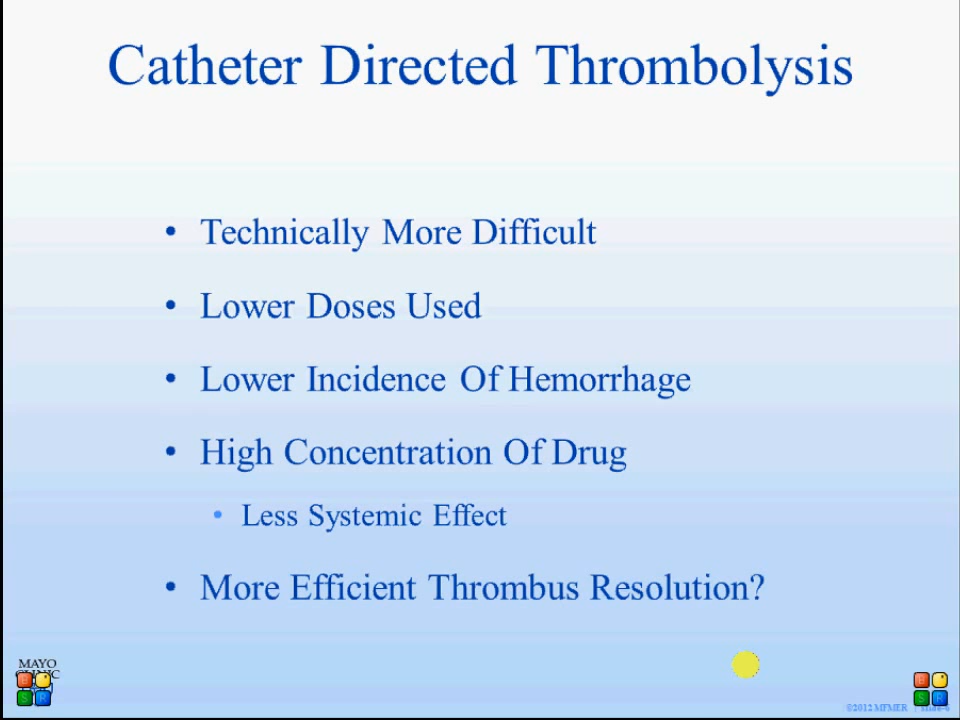 Catheter Directed Thrombolysis
• Technically More Difficult
• Lower Doses Used
• Lower Incidence Of Hemorrhage
• High Concentration Of Drug
• Less Systemic Effect
• More Efficient Thrombus Resolution?
MAYO
©2012 MFMER